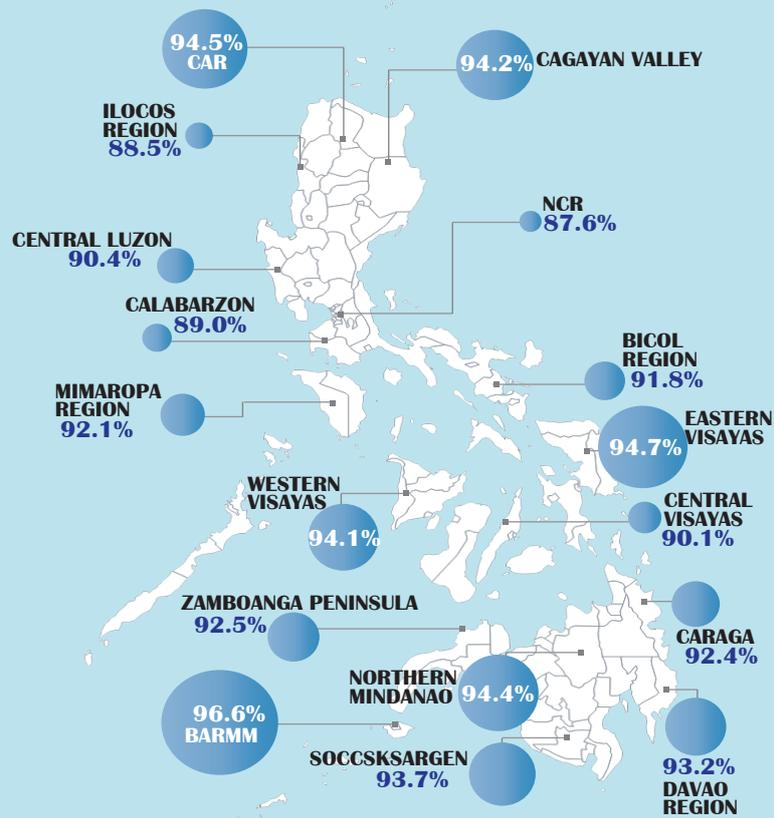 94.5%
CAR
94.2%
CAGAYAN VALLEY
ILOCOS
REGION
88.5%
NCR
87.6%
CENTRAL LUZON
90.4%
CALABARZON
89.0%
BICOL
REGION
91.8%
MIMAROPA
REGION
92.1%
EASTERN
VISAYAS
94.7%
WESTERN
VISAYAS
94.1%
CENTRAL
VISAYAS
90.1%
ZAMBOANGA PENINSULA
92.5%
CARAGA
92.4%
NORTHERN
MINDANAO
94.4%
96.6%
BARMM
SOCCSKSARGEN
93.7%
93.2%
DAVAO
REGION